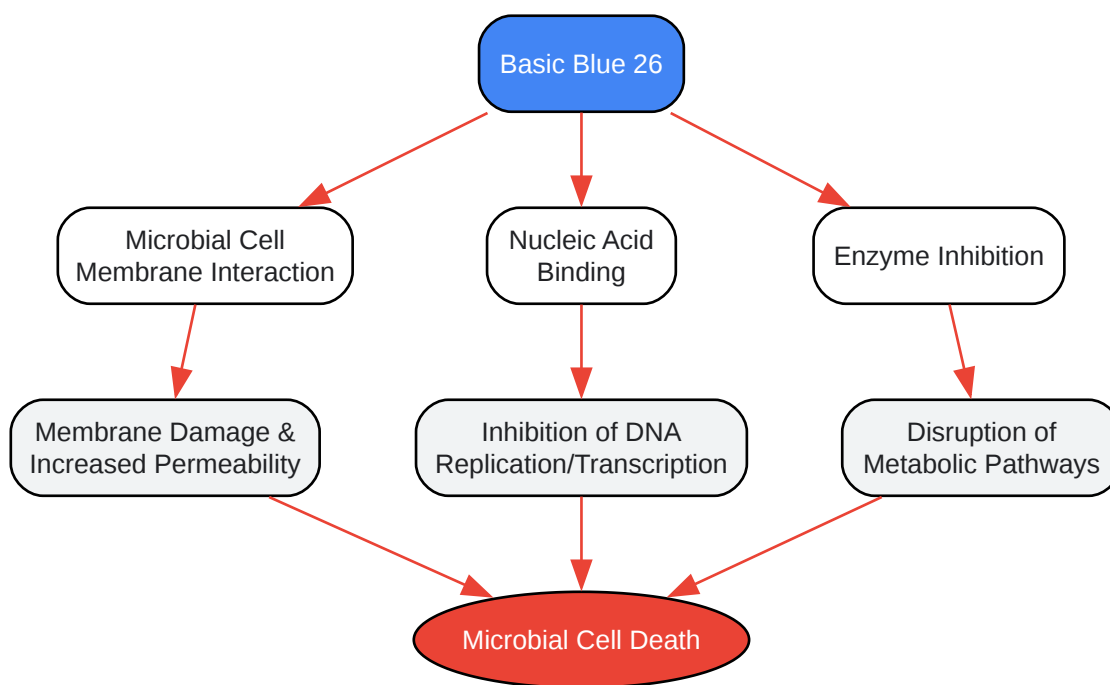 Basic Blue 26
Microbial Cell
Membrane Interaction
Nucleic Acid
Binding
Enzyme Inhibition
Membrane Damage &
Increased Permeability
Inhibition of DNA
Replication/Transcription
Disruption of
Metabolic Pathways
Microbial Cell Death